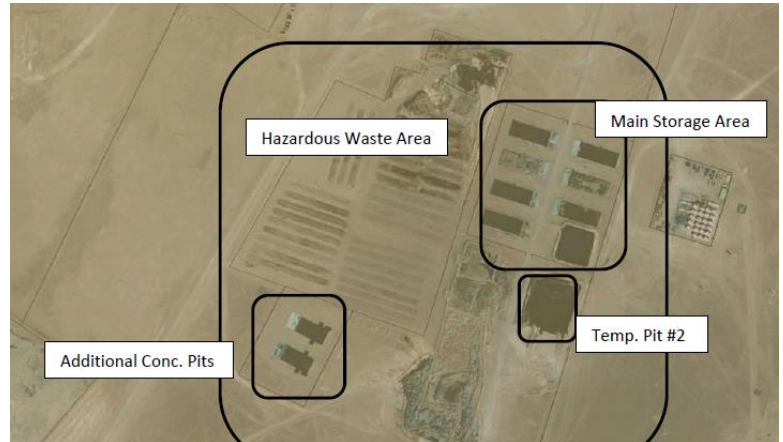 Main Storage Area
Hazardous Waste Area
Temp. Pit #2
Additional Conc. Pits